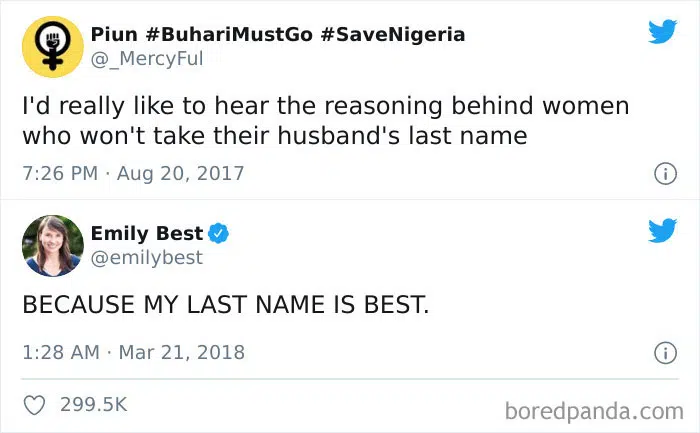 Piun #BuhariMustGo #SaveNigeria
@_MercyFul
I'd really like to hear the reasoning behind women
who won't take their husband's last name
7:26 PM · Aug 20, 2017
Emily Best
@emilybest
BECAUSE MY LAST NAME IS BEST.
1:28 AM · Mar 21, 2018
299.5K
boredpanda.com